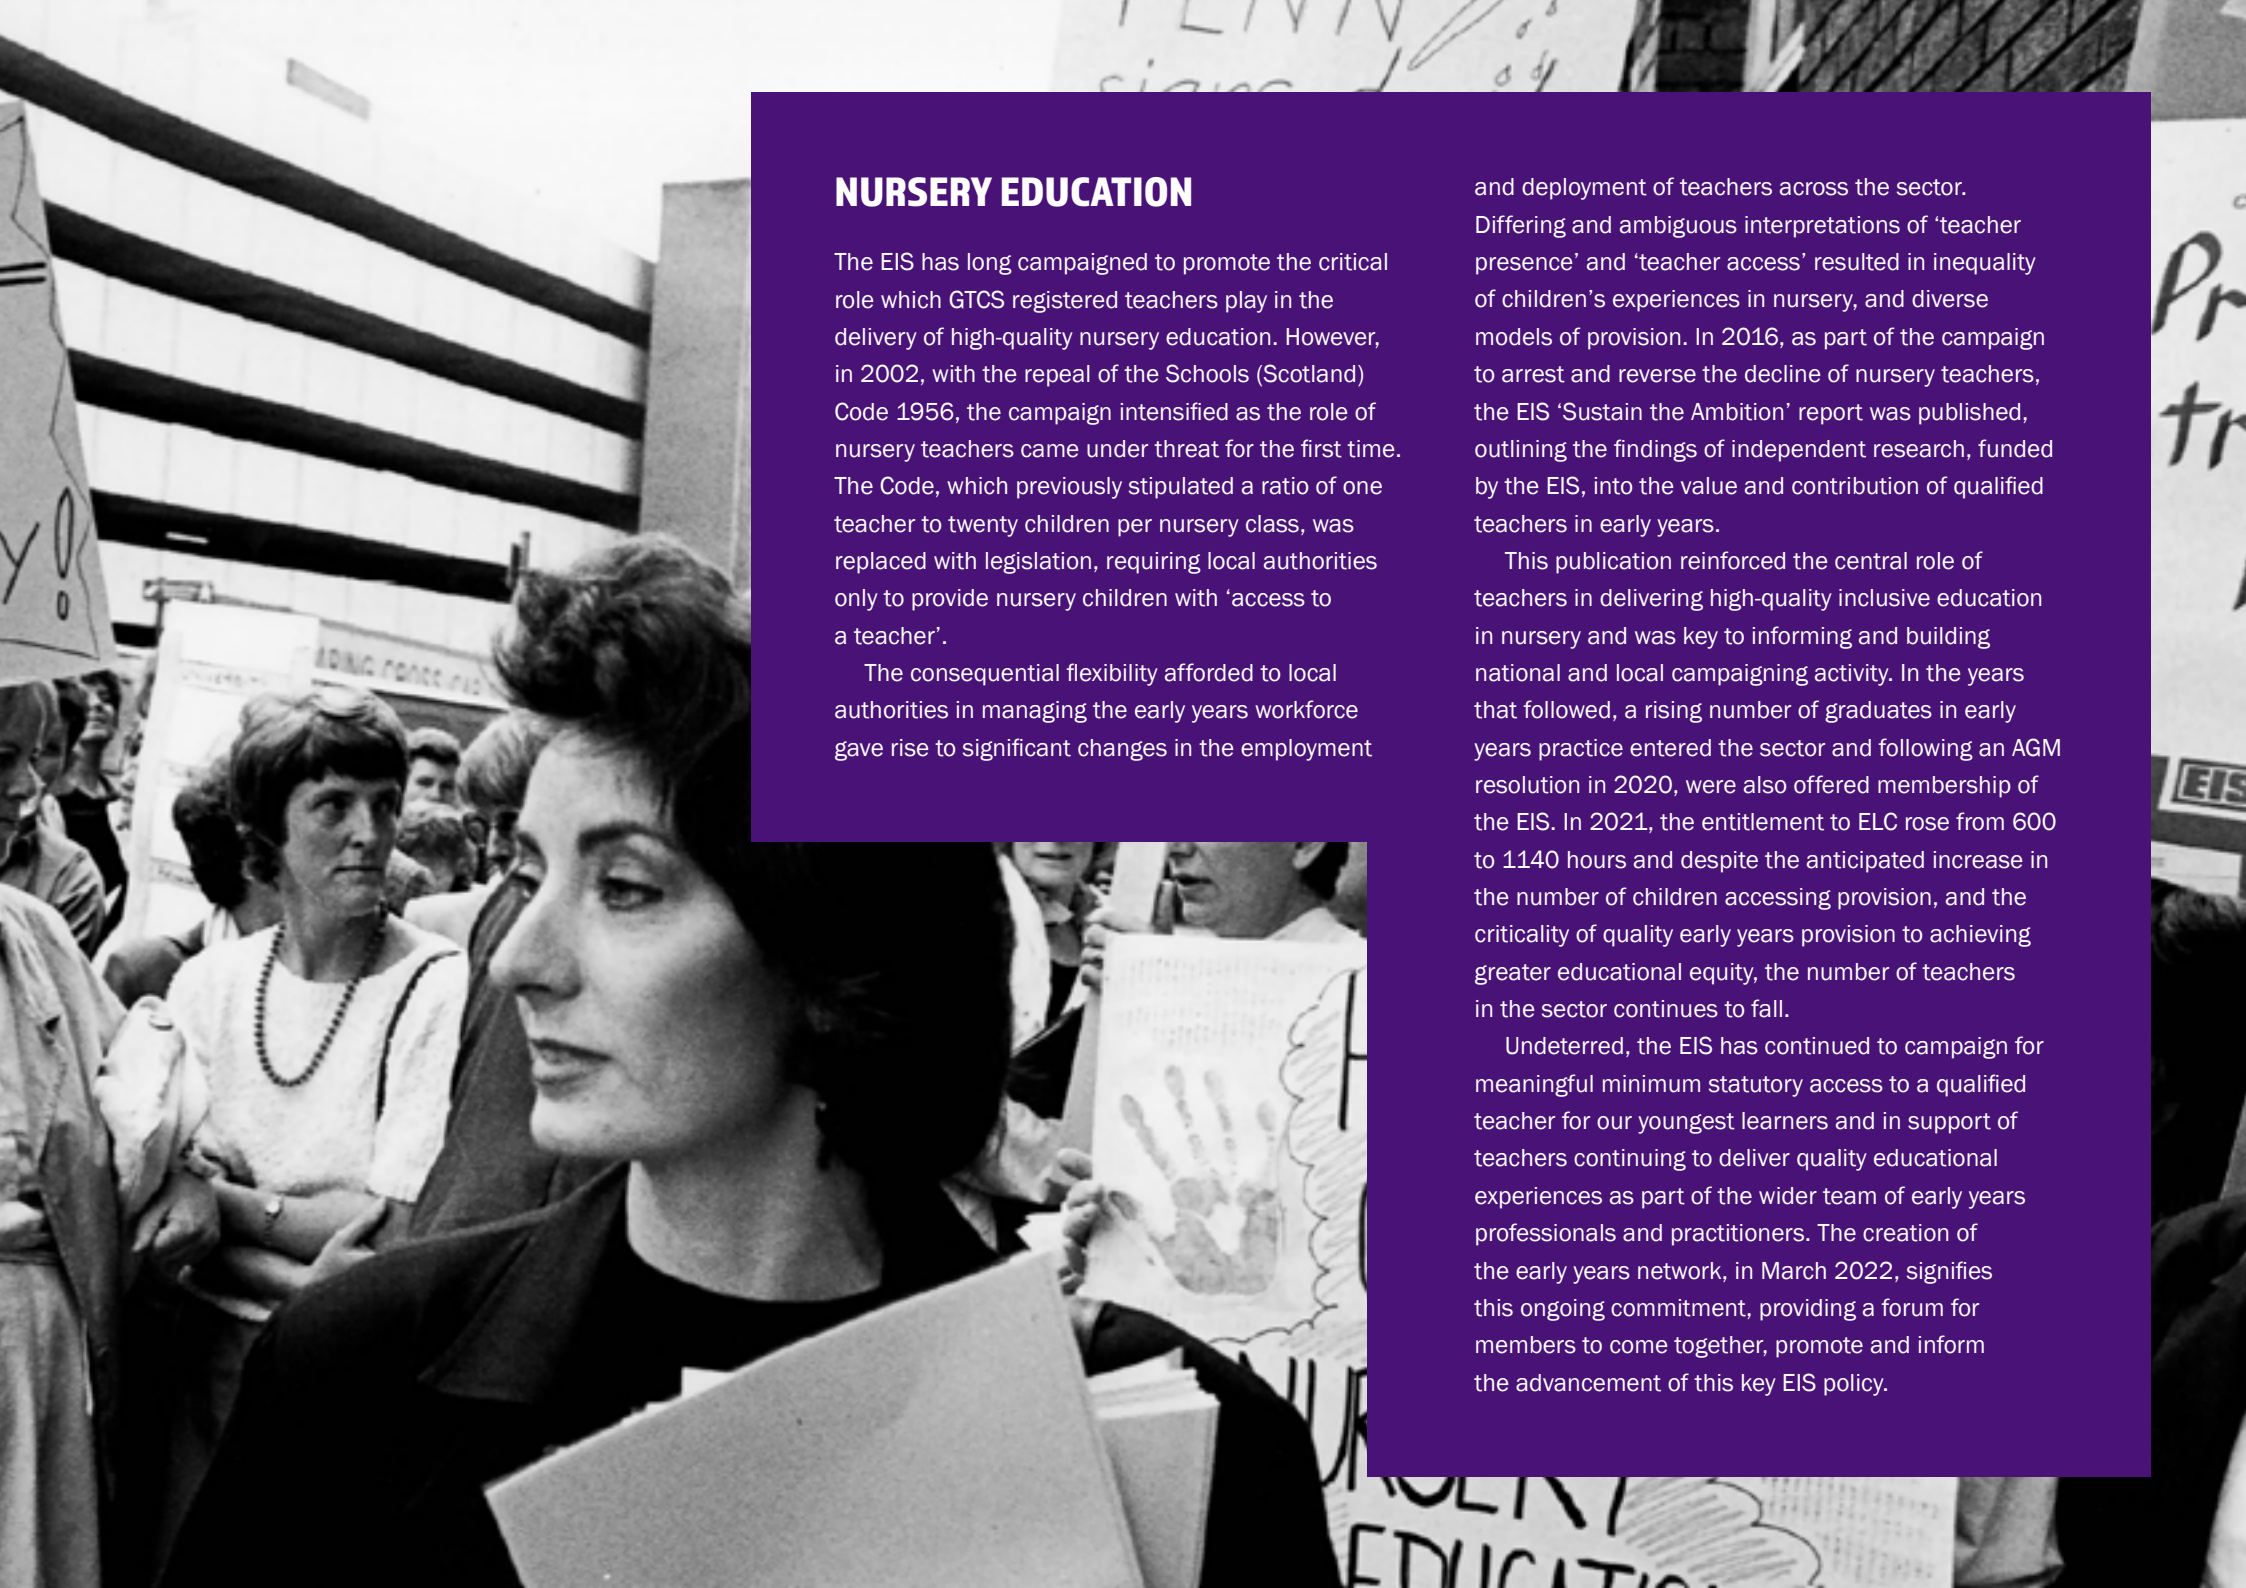 NURSERY EDUCATION
The EIS has long campaigned to promote the critical
role which GTCS registered teachers play in the
delivery of high-quality nursery education. However,
in 2002, with the repeal of the Schools (Scotland)
Code 1956, the campaign intensified as the role of
nursery teachers came under threat for the first time.
The Code, which previously stipulated a ratio of one
teacher to twenty children per nursery class, was
replaced with legislation, requiring local authorities
only to provide nursery children with ‘access to
a teacher’.
The consequential flexibility afforded to local
authorities in managing the early years workforce
gave rise to significant changes in the employment
and deployment of teachers across the sector.
Differing and ambiguous interpretations of ‘teacher
presence’ and ‘teacher access’ resulted in inequality
of children’s experiences in nursery, and diverse
models of provision. In 2016, as part of the campaign
to arrest and reverse the decline of nursery teachers,
the EIS ‘Sustain the Ambition’ report was published,
outlining the findings of independent research, funded
by the EIS, into the value and contribution of qualified
teachers in early years.
This publication reinforced the central role of
teachers in delivering high-quality inclusive education
in nursery and was key to informing and building
national and local campaigning activity. In the years
that followed, a rising number of graduates in early
years practice entered the sector and following an AGM
resolution in 2020, were also offered membership of
the EIS. In 2021, the entitlement to ELC rose from 600
to 1140 hours and despite the anticipated increase in
the number of children accessing provision, and the
criticality of quality early years provision to achieving
greater educational equity, the number of teachers
in the sector continues to fall.
Undeterred, the EIS has continued to campaign for
meaningful minimum statutory access to a qualified
teacher for our youngest learners and in support of
teachers continuing to deliver quality educational
experiences as part of the wider team of early years
professionals and practitioners. The creation of
the early years network, in March 2022, signifies
this ongoing commitment, providing a forum for
members to come together, promote and inform
the advancement of this key EIS policy.
EIS